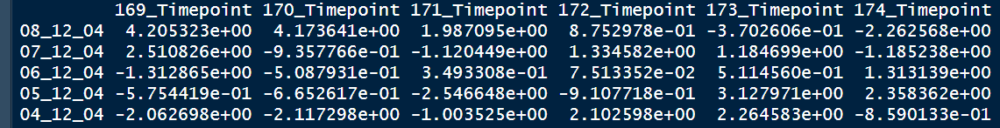 169_Timepoint 170_Timepoint 171_Timepoint 172_Timepoint 173_Timepoint 174_Timepoint
08_12_04 4.205323e+00 4.173641e+00 1.987095e+00 8.752978e-01 -3.702606e-01 -2.262568e+00
07_12_04 2.510826e+00 -9.357766e-01 -1.120449e+00 1.334582e+00 1.184699e+00 -1.185238e+00
06_12_04 -1.312865e+00 -5.087931e-01 3.493308e-01 7.513352e-02 5.114560e-01 1.313139e+00
05_12_04 -5.754419e-01 -6.652617e-01 -2.546648e+00 -9.107718e-01 3.127971e+00 2.358362e+00
04_12_04 -2.062698e+00 -2.117298e+00 -1.003525e+00 2.102598e+00 2.264583e+00 -8.590133e-01